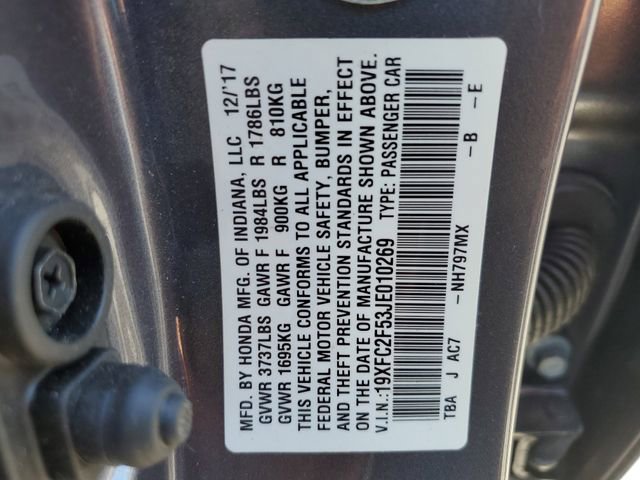 MFD. BY HONDA MFG. OF INDIANA, LLC 12/'17
GVWR 3737LBS GAWR F 1984LBS R 1786LBS
GVWR 1695KG GAWR F 900KG R 810KG
THIS VEHICLE CONFORMS TO ALL APPLICABLE
FEDERAL MOTOR VEHICLE SAFETY, BUMPER,
AND THEFT PREVENTION STANDARDS IN EFFECT
ON THE DATE OF MANUFACTURE SHOWN ABOVE.
V.I.N.:19XFC2F53JE010269 TYPE: PASSENGER CAR
TBA J AC7 -NH797MX -B -E